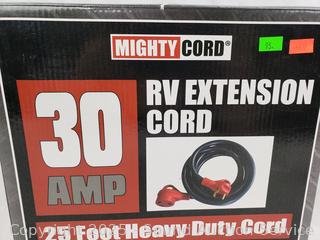 MIGHTY CORD®
30
AMP
RV EXTENSION
CORD
25 Foot Heavy Duty Cord